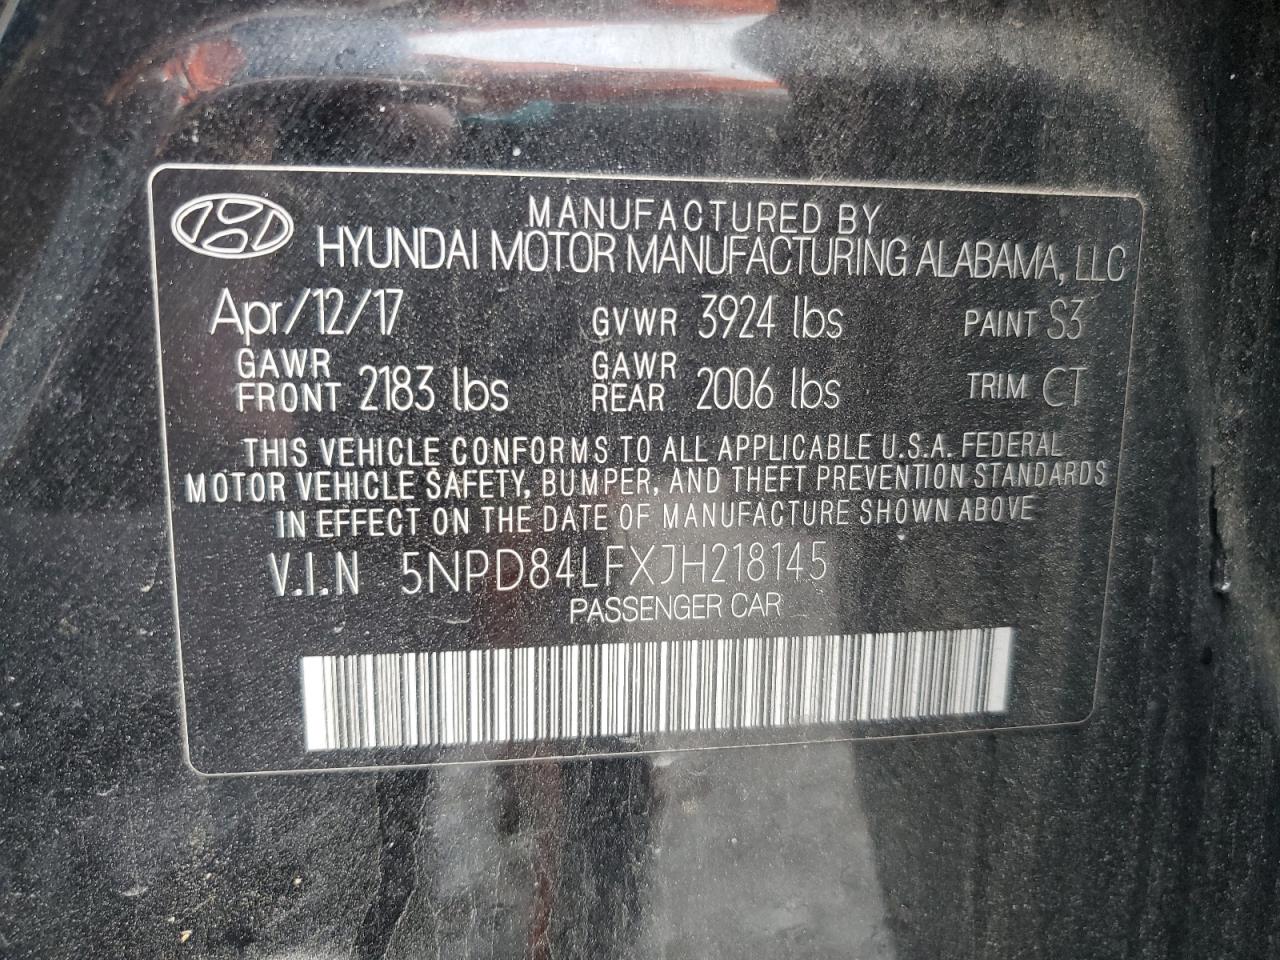 MANUFACTURED BY
HYUNDAI MOTOR MANUFACTURING ALABAMA, LLC
Apr/12/17 GVWR 3924 lbs PAINT S3
GAWR FRONT 2183 lbs GAWR REAR 2006 lbs TRIM CT
THIS VEHICLE CONFORMS TO ALL APPLICABLE U.S.A. FEDERAL
MOTOR VEHICLE SAFETY, BUMPER, AND THEFT PREVENTION STANDARDS
IN EFFECT ON THE DATE OF MANUFACTURE SHOWN ABOVE
V.I.N 5NPD84LFXJH218145
PASSENGER CAR